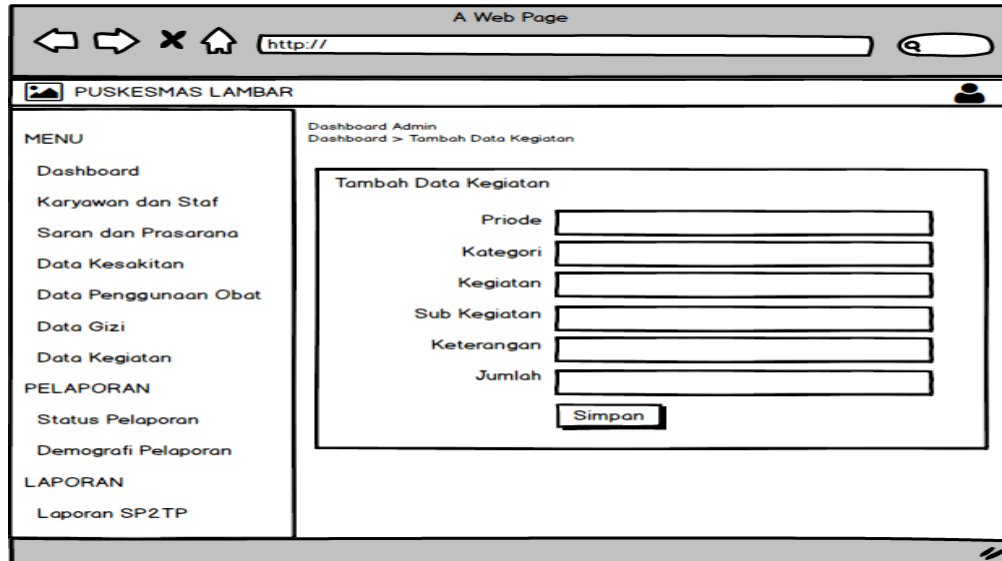 A Web Page
http://
PUSKESMAS LAMBAR
MENU
Dashboard
Karyawan dan Staf
Saran dan Prasarana
Data Kesakitan
Data Penggunaan Obat
Data Gizi
Data Kegiatan
PELAPORAN
Status Pelaporan
Demografi Pelaporan
LAPORAN
Laporan SP2TP
Dashboard Admin
Dashboard > Tambah Data Kegiatan
Tambah Data Kegiatan
Priode
Kategori
Kegiatan
Sub Kegiatan
Keterangan
Jumlah
Simpan